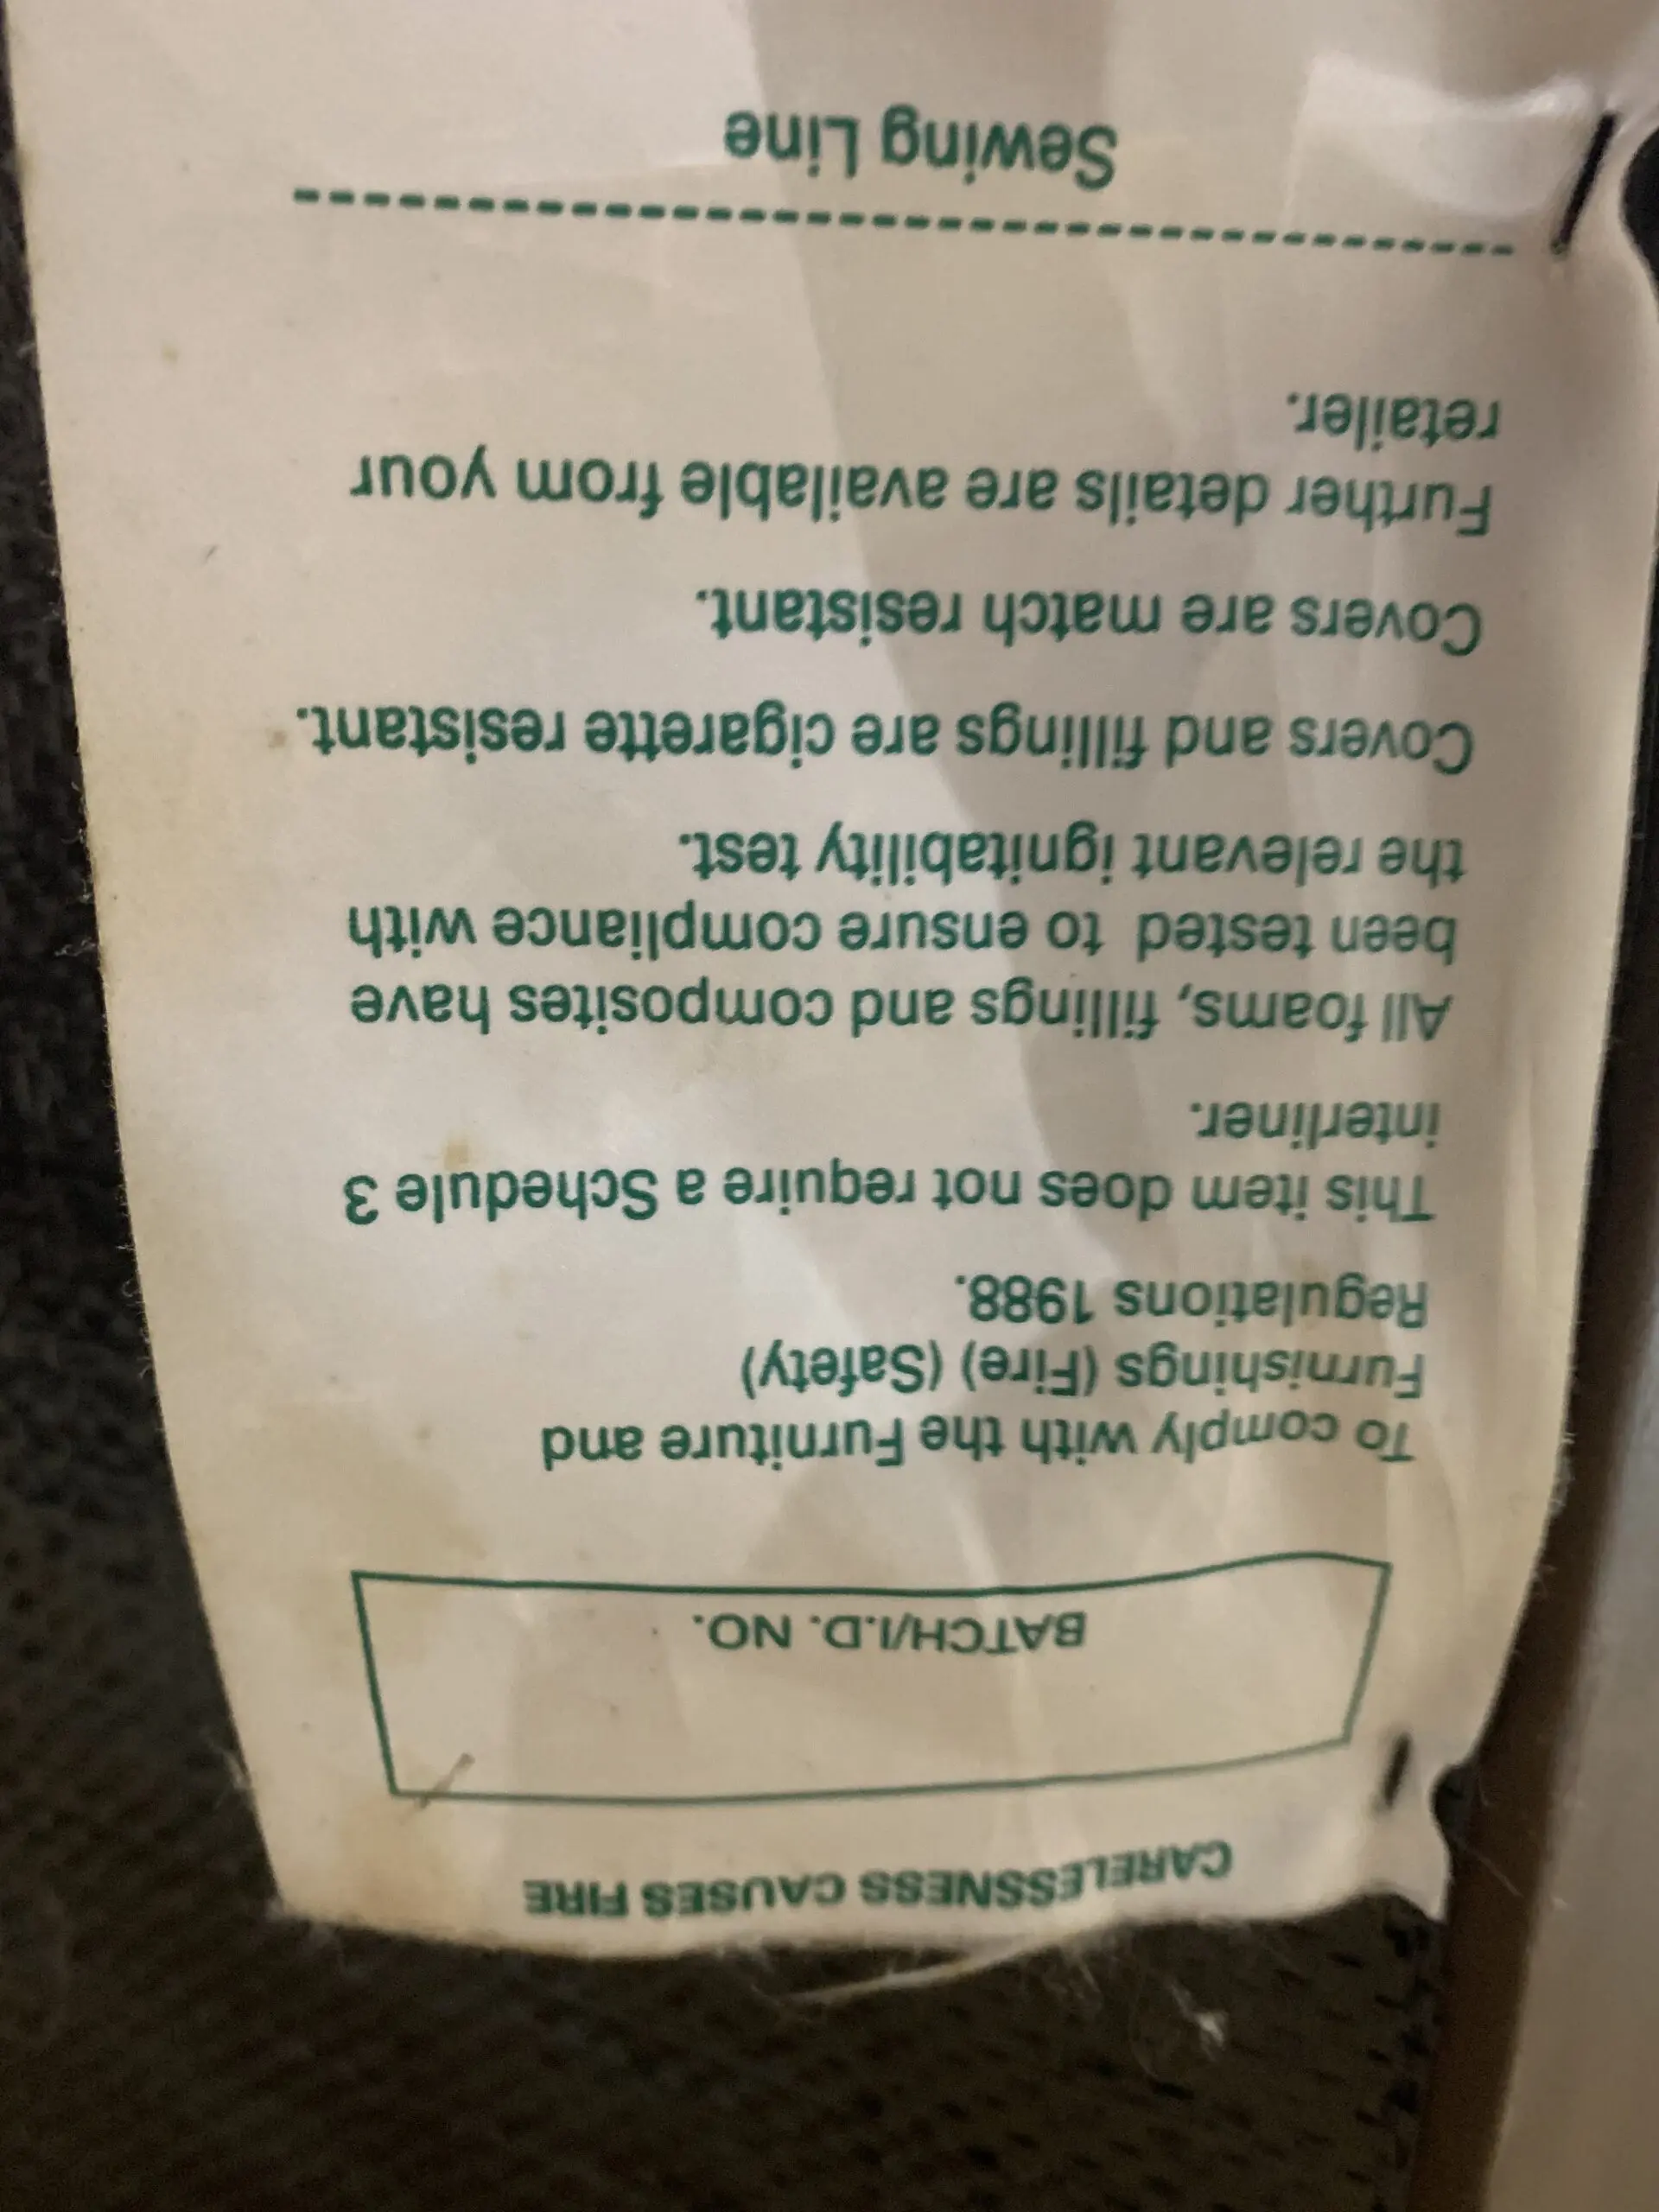 CARELESSNESS CAUSES FIRE
BATCH/I.D. NO.
To comply with the Furniture and
Furnishings (Fire) (Safety)
Regulations 1988.
This item does not require a Schedule 3
interliner.
All foams, fillings and composites have
been tested to ensure compliance with
the relevant ignitability test.
Covers and fillings are cigarette resistant.
Covers are match resistant.
Further details are available from your
retailer.
Sewing Line